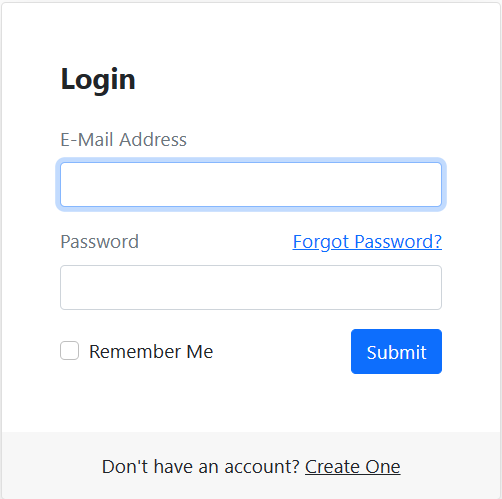 Login
E-Mail Address
Password Forgot Password?
Remember Me Submit
Don't have an account? Create One